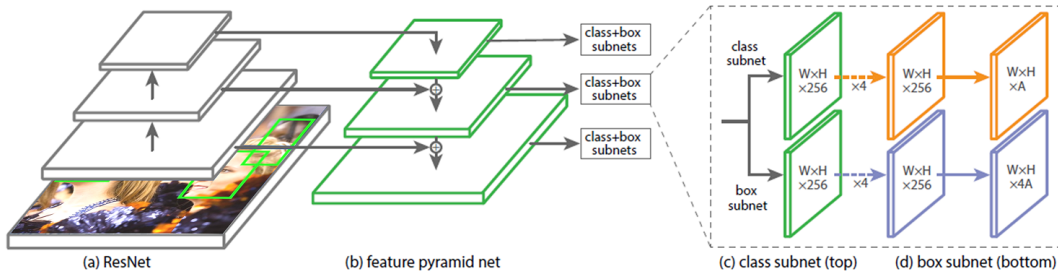 class+box
subnets
class+box
subnets
class+box
subnets
class
subnet
box
subnet
W×H
×256
×4
W×H
×256
W×H
×A
W×H
×256
×4
W×H
×256
W×H
×4A
(a) ResNet
(b) feature pyramid net
(c) class subnet (top)
(d) box subnet (bottom)